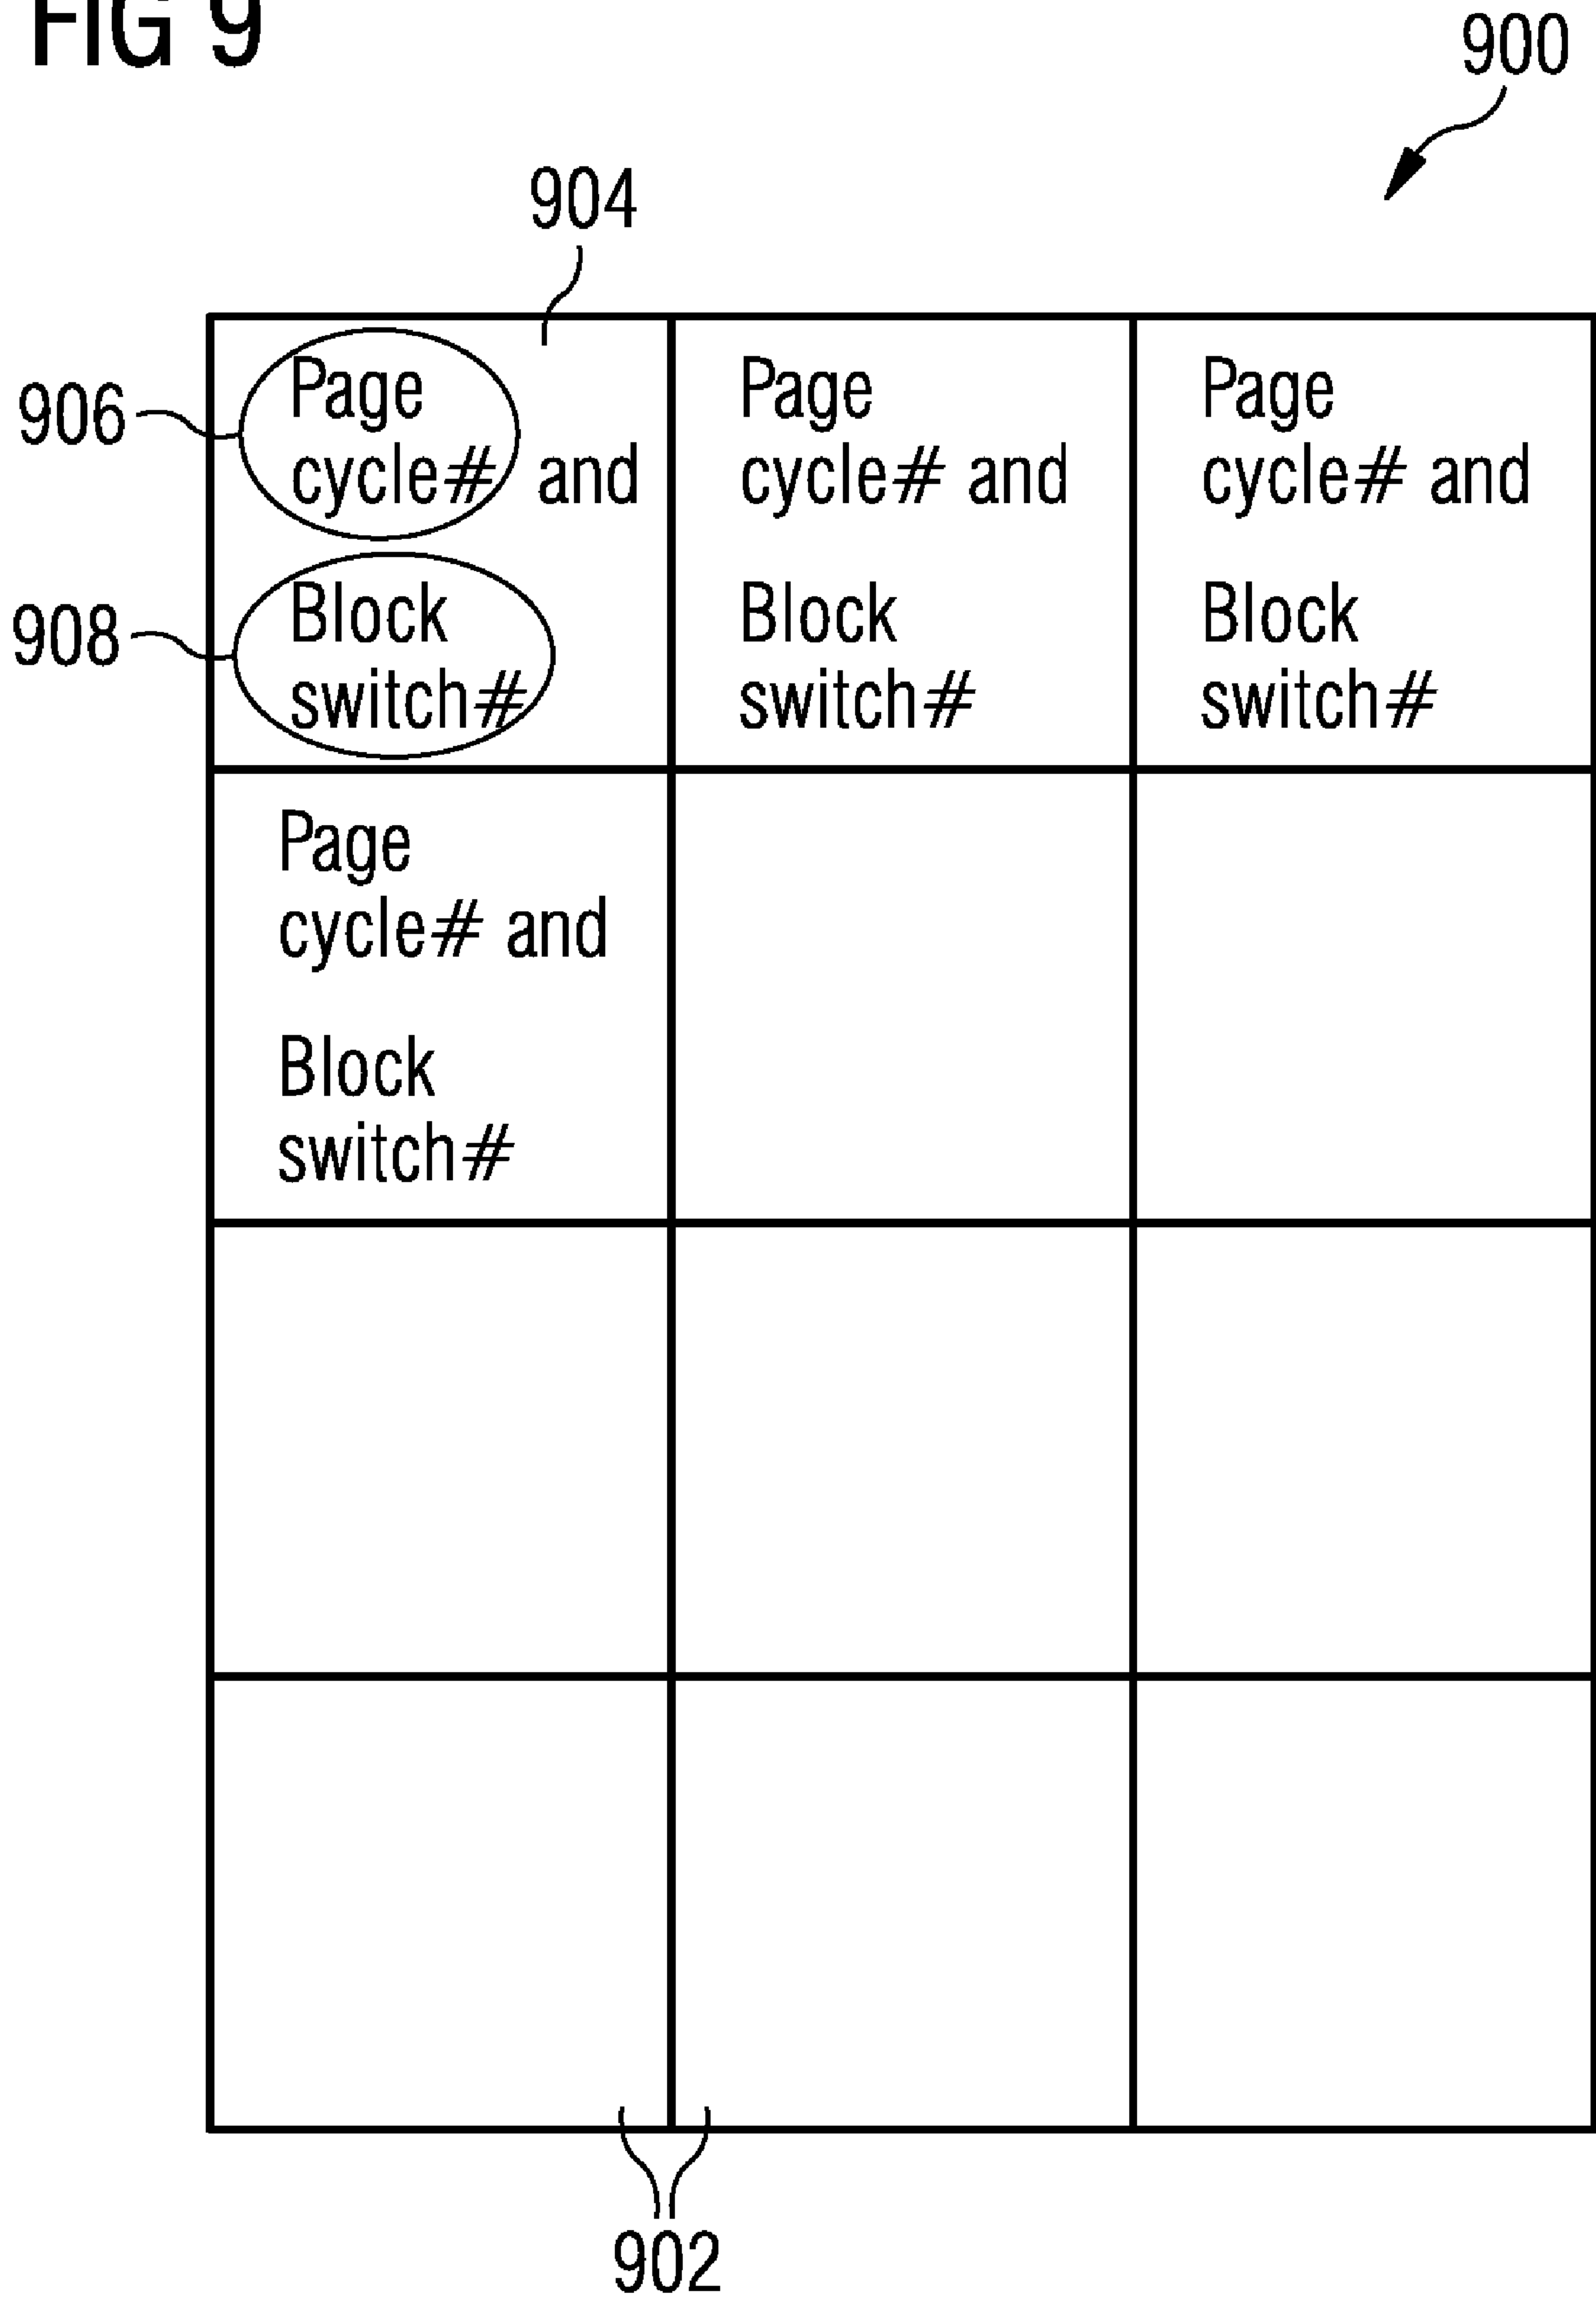 FIG 9
900
904
906
908
Page
cycle# and
Block
switch#
Page
cycle# and
Block
switch#
Page
cycle# and
Block
switch#
Page
cycle# and
Block
switch#
902